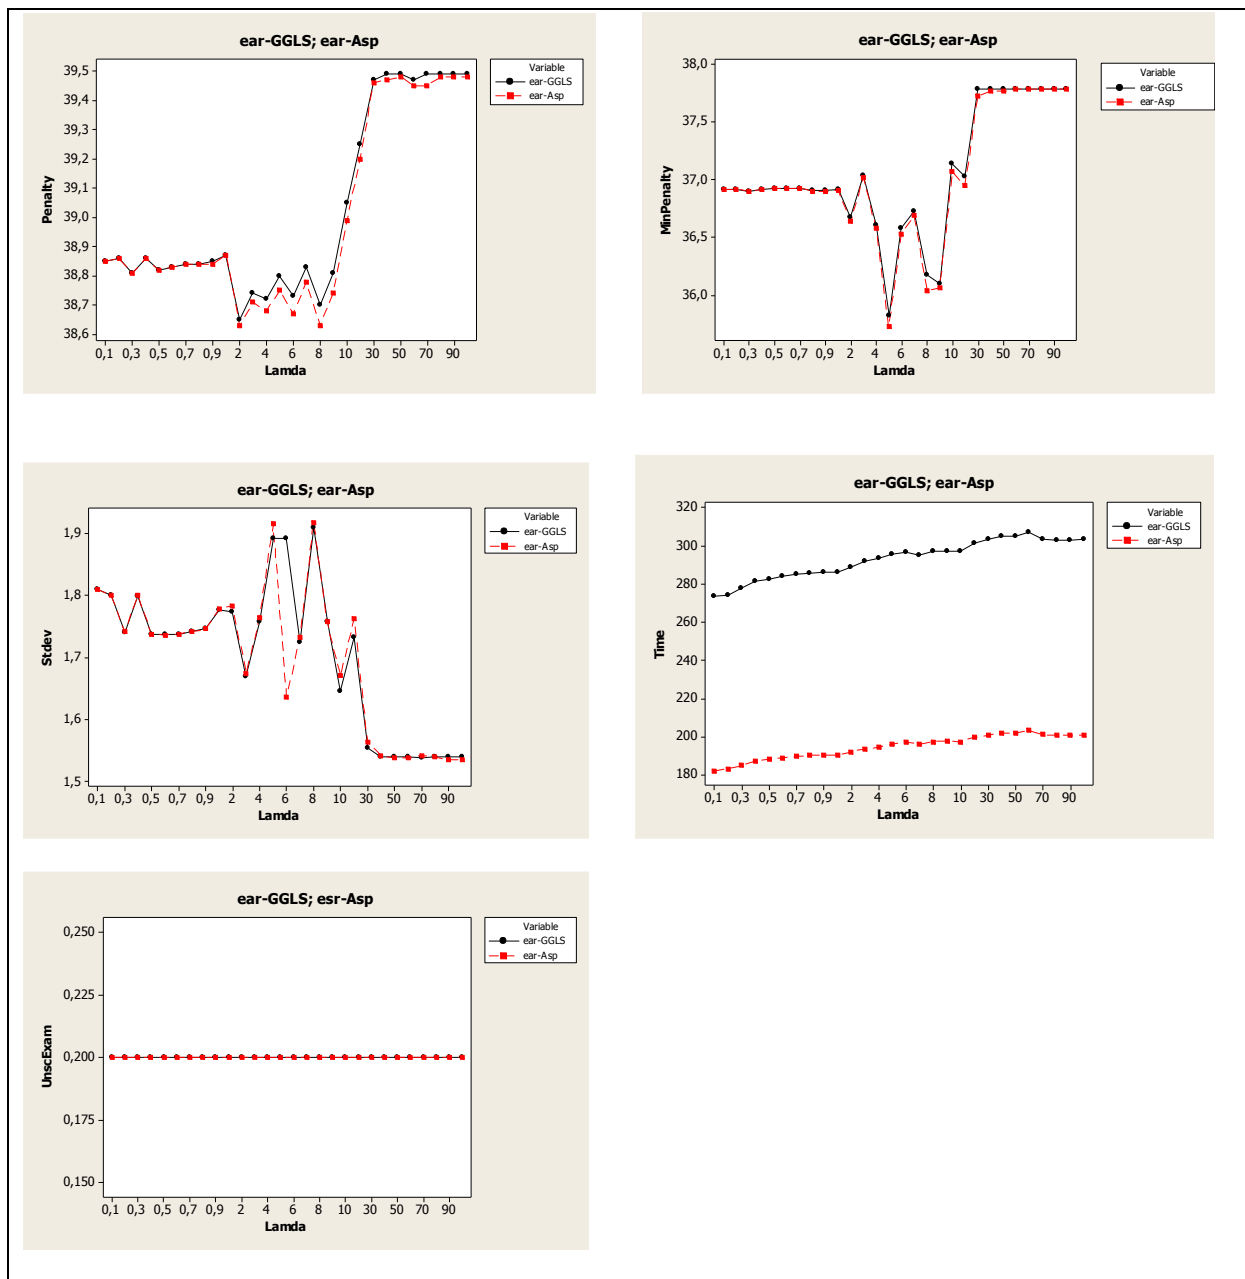 ear-GGLS; ear-Asp
Variable
ear-GGLS
ear-Asp
39,5
39,4
39,3
39,2
39,1
39,0
38,9
38,8
38,7
38,6
Penalty
0,1 0,3 0,5 0,7 0,9 2 4 6 8 10 30 50 70 90
Lamda
ear-GGLS; ear-Asp
Variable
ear-GGLS
ear-Asp
38,0
37,5
37,0
36,5
36,0
MinPenalty
0,1 0,3 0,5 0,7 0,9 2 4 6 8 10 30 50 70 90
Lamda
ear-GGLS; ear-Asp
Variable
ear-GGLS
ear-Asp
1,9
1,8
1,7
1,6
1,5
Stdev
0,1 0,3 0,5 0,7 0,9 2 4 6 8 10 30 50 70 90
Lamda
ear-GGLS; ear-Asp
Variable
ear-GGLS
ear-Asp
320
300
280
260
240
220
200
180
Time
0,1 0,3 0,5 0,7 0,9 2 4 6 8 10 30 50 70 90
Lamda
ear-GGLS; esr-Asp
Variable
ear-GGLS
ear-Asp
0,250
0,225
0,200
0,175
0,150
UnscExam
0,1 0,3 0,5 0,7 0,9 2 4 6 8 10 30 50 70 90
Lamda